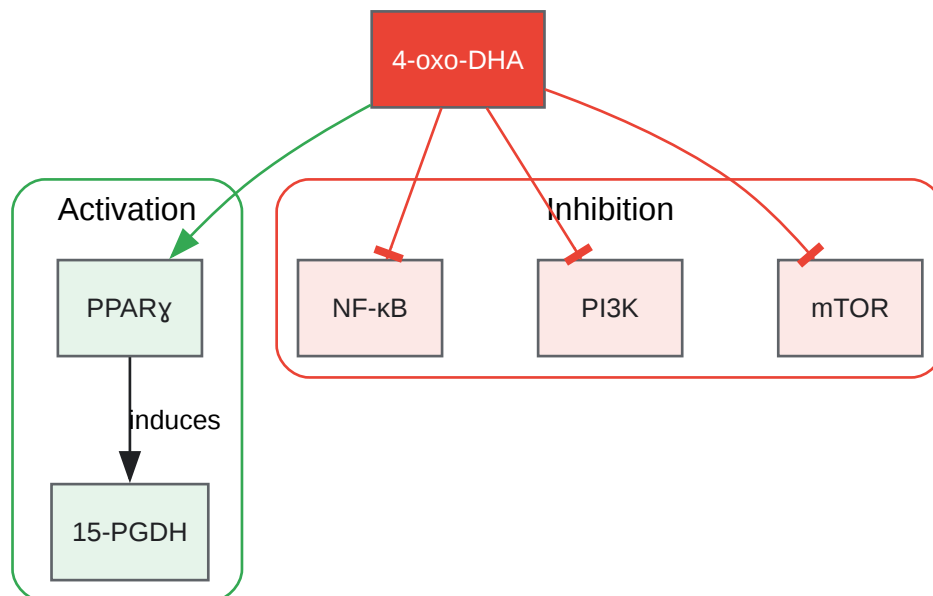 4-oxo-DHA
Activation
Inhibition
PPARɣ
NF-κB
PI3K
mTOR
induces
15-PGDH